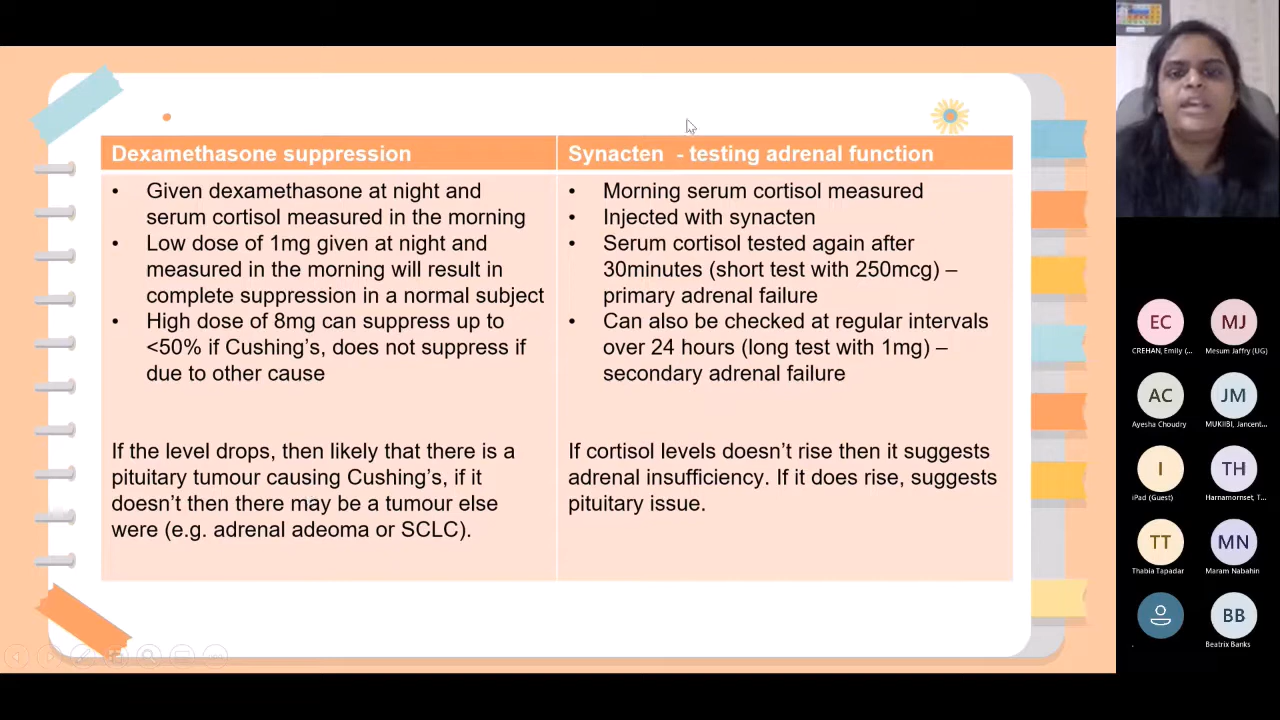 Dexamethasone suppression
Synacten - testing adrenal function
• Given dexamethasone at night and
serum cortisol measured in the morning
• Low dose of 1mg given at night and
measured in the morning will result in
complete suppression in a normal subject
• High dose of 8mg can suppress up to
<50% if Cushing's, does not suppress if
due to other cause
If the level drops, then likely that there is a
pituitary tumour causing Cushing's, if it
doesn't then there may be a tumour else
were (e.g. adrenal adeoma or SCLC).
• Morning serum cortisol measured
• Injected with synacten
• Serum cortisol tested again after
30minutes (short test with 250mcg) –
primary adrenal failure
• Can also be checked at regular intervals
over 24 hours (long test with 1mg) –
secondary adrenal failure
If cortisol levels doesn't rise then it suggests
adrenal insufficiency. If it does rise, suggests
pituitary issue.
EC
CREHAN, Emily (...
MJ
Mesum Jaffry (UG)
AC
Ayesha Choudry
JM
MUKIIBI, Jancent...
I
iPad (Guest)
TH
Harnamornset, T...
TT
Thabia Tapadar
MN
Maram Nabahin
.
BB
Beatrix Banks